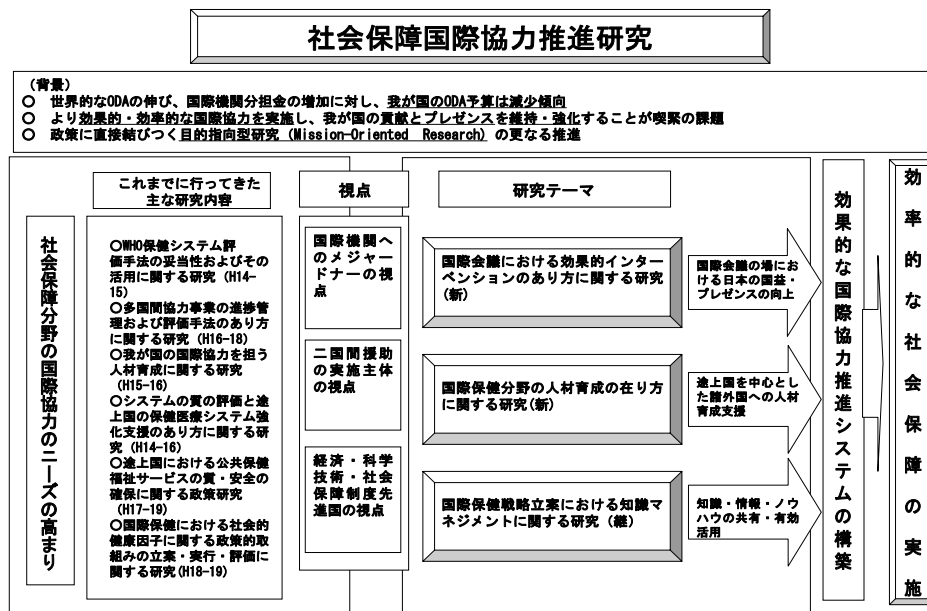 社会保障国際協力推進研究
（背景）
○ 世界的なODAの伸び、国際機関分担金の増加に対し、我が国のODA予算は減少傾向
○ より効果的・効率的な国際協力を実施し、我が国の貢献とプレゼンスを維持・強化することが喫緊の課題
○ 政策に直接結びつく目的指向型研究（Mission-Oriented Research）の更なる推進
社会保障分野の国際協力のニーズの高まり
これまでに行ってきた
主な研究内容
○WHO保健システム評
価手法の妥当性およびその
活用に関する研究（H14-
15）
○多国間協力事業の進捗管
理および評価手法のあり方
に関する研究（H16-18）
○我が国の国際協力を担う
人材育成に関する研究
（H15-16）
○システムの質の評価と途
上国の保健医療システム強
化支援のあり方に関する研
究（H14-16）
○途上国における公共保健
福祉サービスの質・安全の
確保に関する政策研究
（H17-19）
○国際保健における社会的
健康因子に関する政策的取
組みの立案・実行・評価に
関する研究(H18-19)
視点
国際機関へ
のメジャード
ナーの視点
二国間援助
の実施主体
の視点
経済・科学
技術・社会
保障制度先
進国の視点
研究テーマ
国際会議における効果的インター
ベンションのあり方に関する研究
(新)
国際保健分野の人材育成の在り方
に関する研究(新)
国際保健戦略立案における知識マ
ネジメントに関する研究（継）
国際会議の場にお
ける日本の国益・
プレゼンスの向上
途上国を中心とし
た諸外国への人材
育成支援
知識・情報・ノウ
ハウの共有・有効
活用
効果的な国際協力推進システムの構築
効率的な社会保障の実施